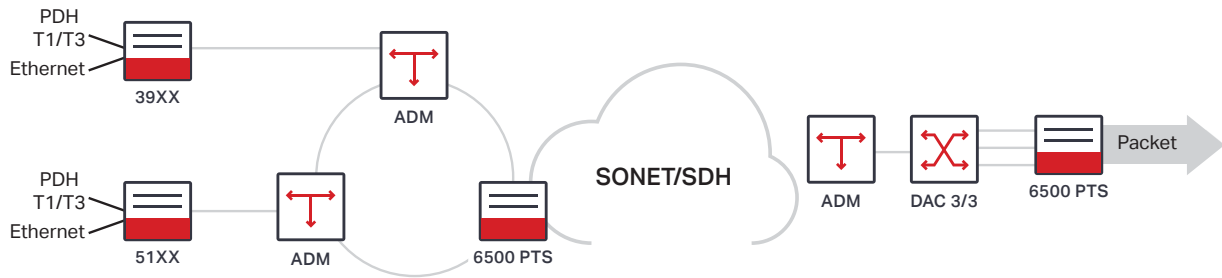 PDH
T1/T3
Ethernet
39XX
ADM
PDH
T1/T3
Ethernet
51XX
ADM
6500 PTS
SONET/SDH
ADM
DAC 3/3
6500 PTS
Packet